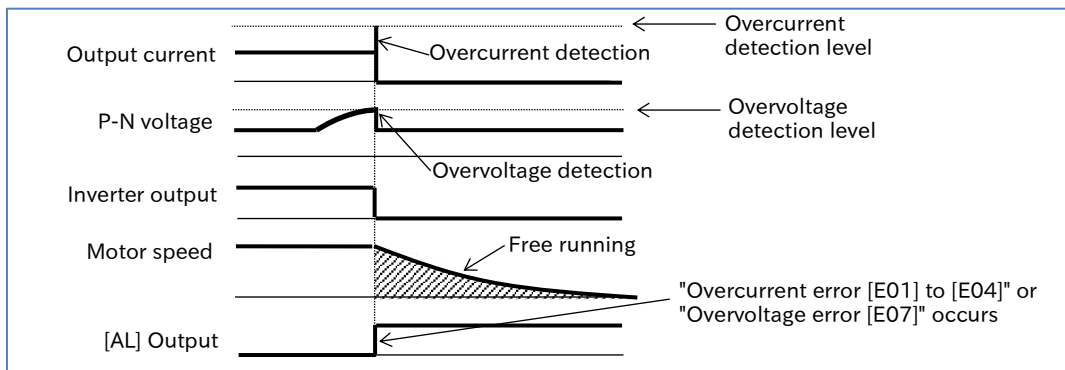 Output current
Overcurrent detection
Overcurrent
detection level
P-N voltage
Overvoltage
detection level
Overvoltage detection
Inverter output
Motor speed
Free running
"Overcurrent error [E01] to [E04]" or
"Overvoltage error [E07]" occurs
[AL] Output